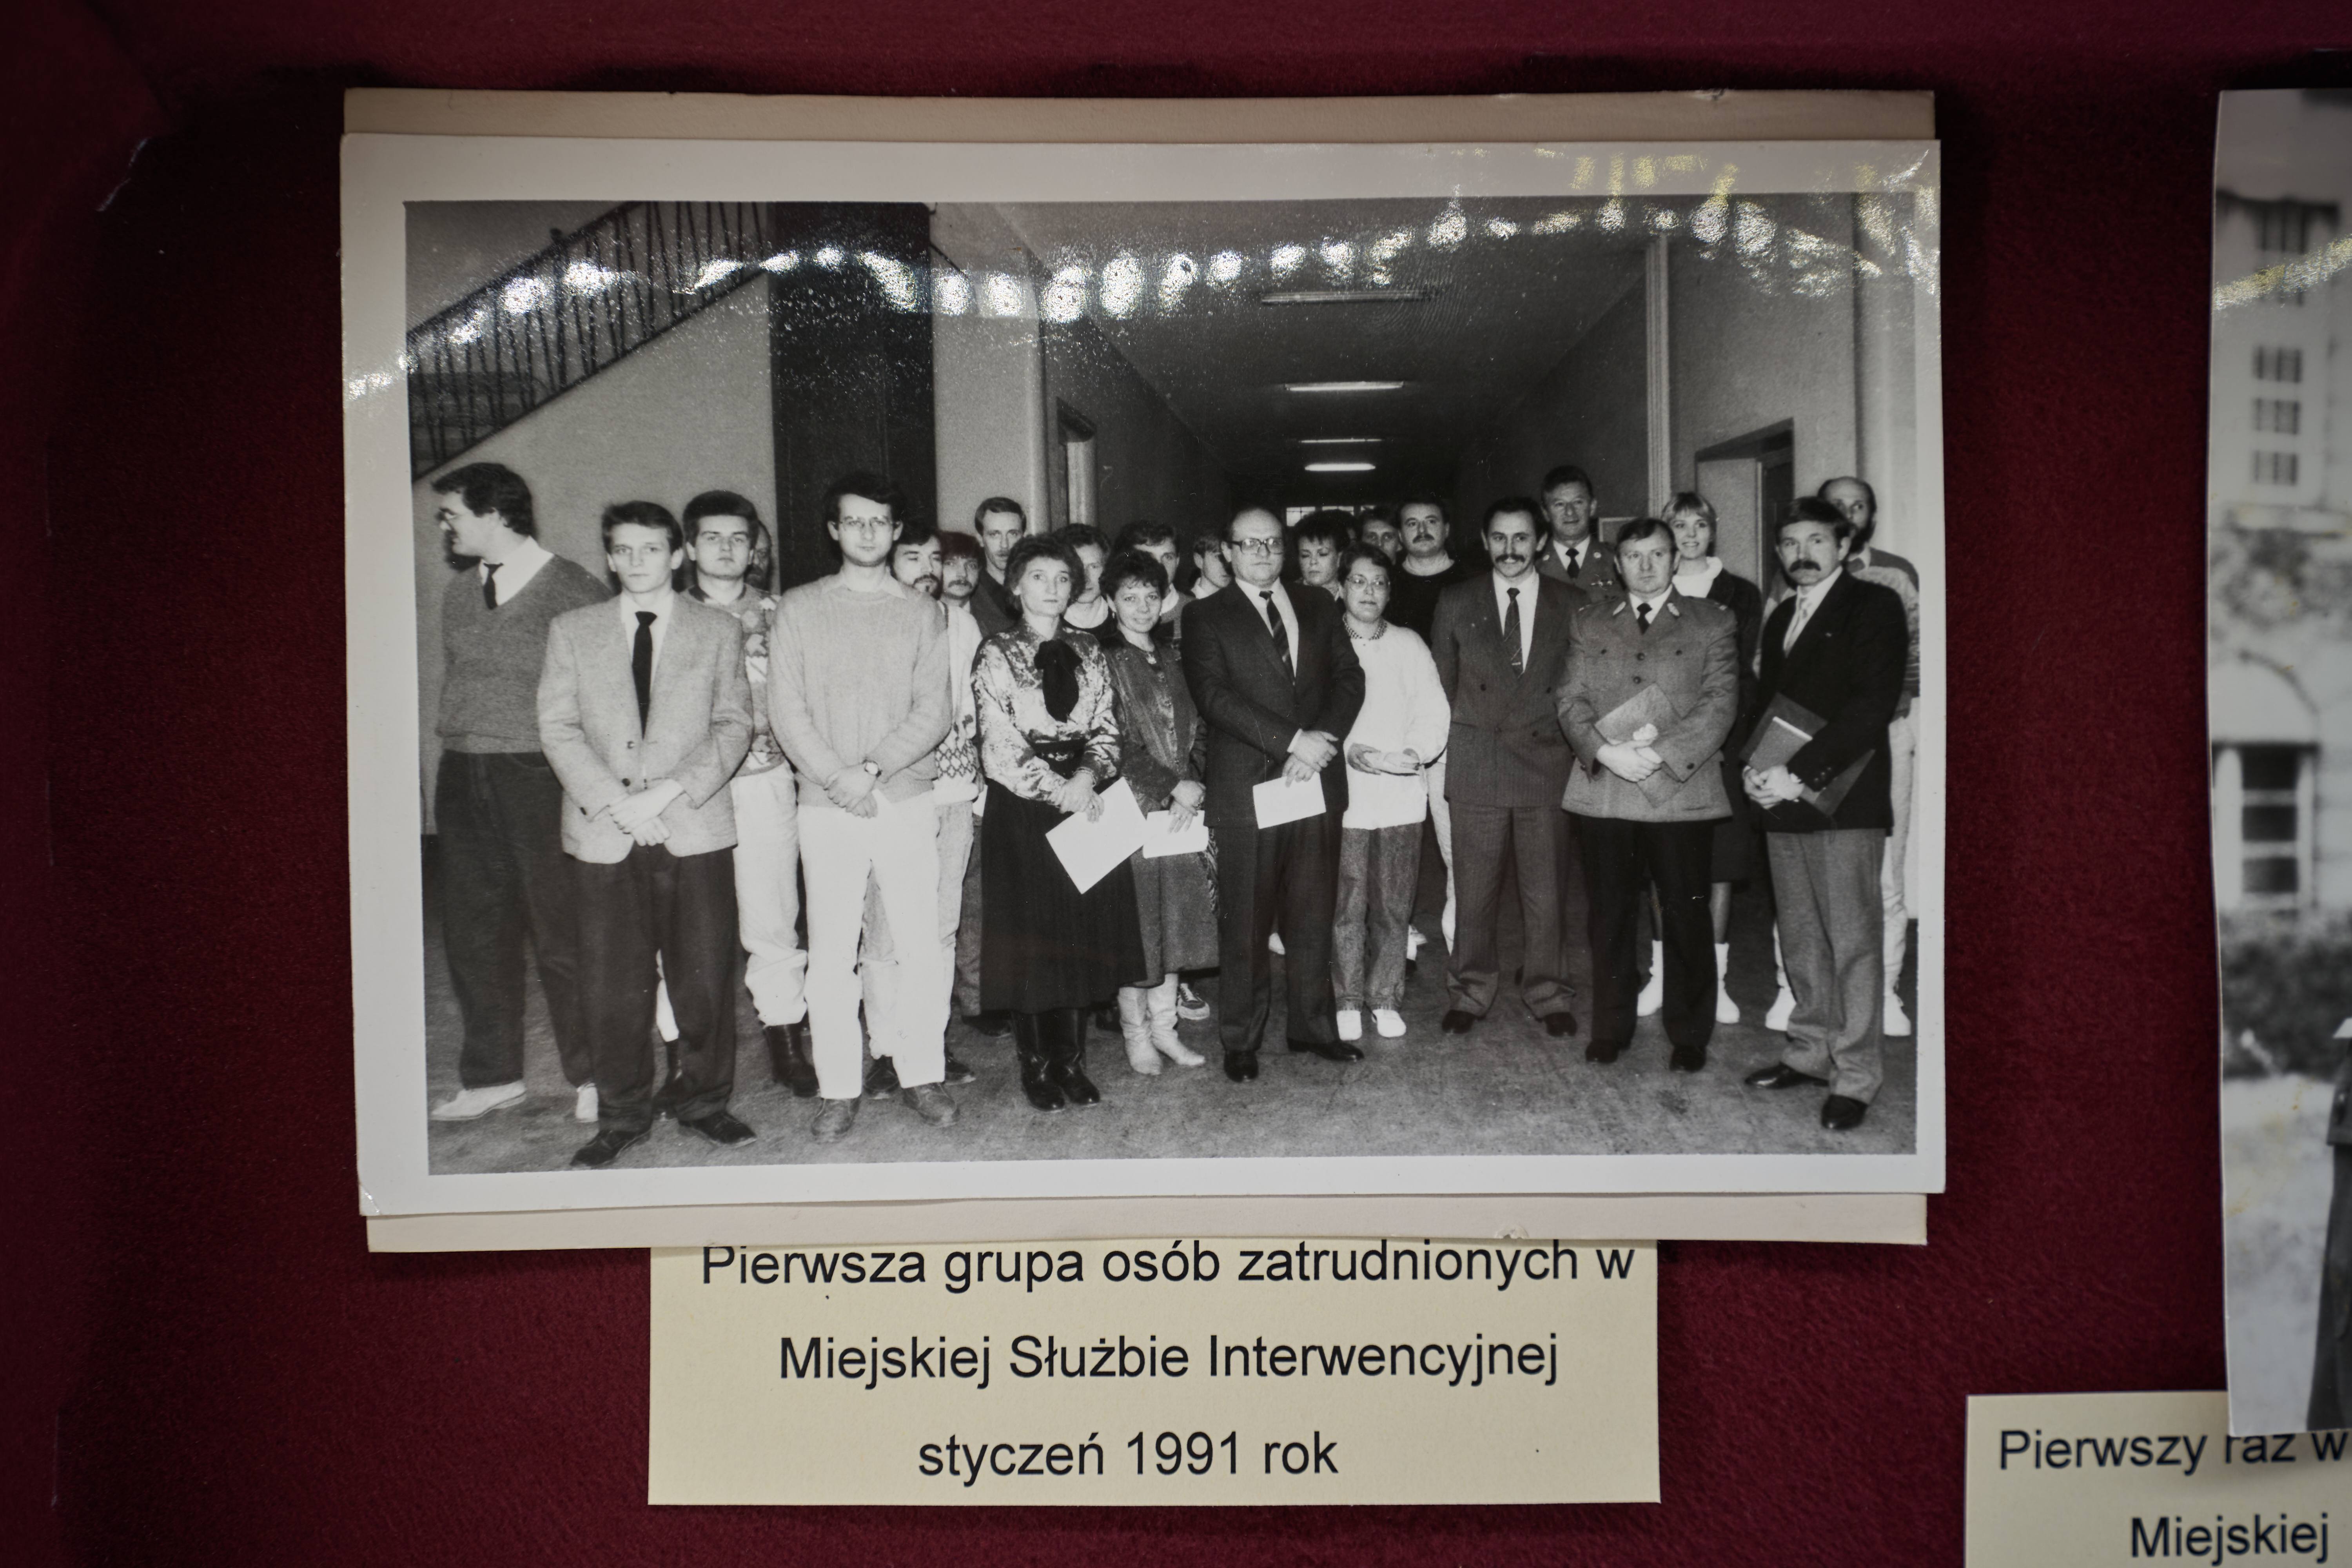 Pierwsza grupa osób zatrudnionych w
Miejskiej Służbie Interwencyjnej
styczeń 1991 rok
Pierwszy raz w
Miejskiej